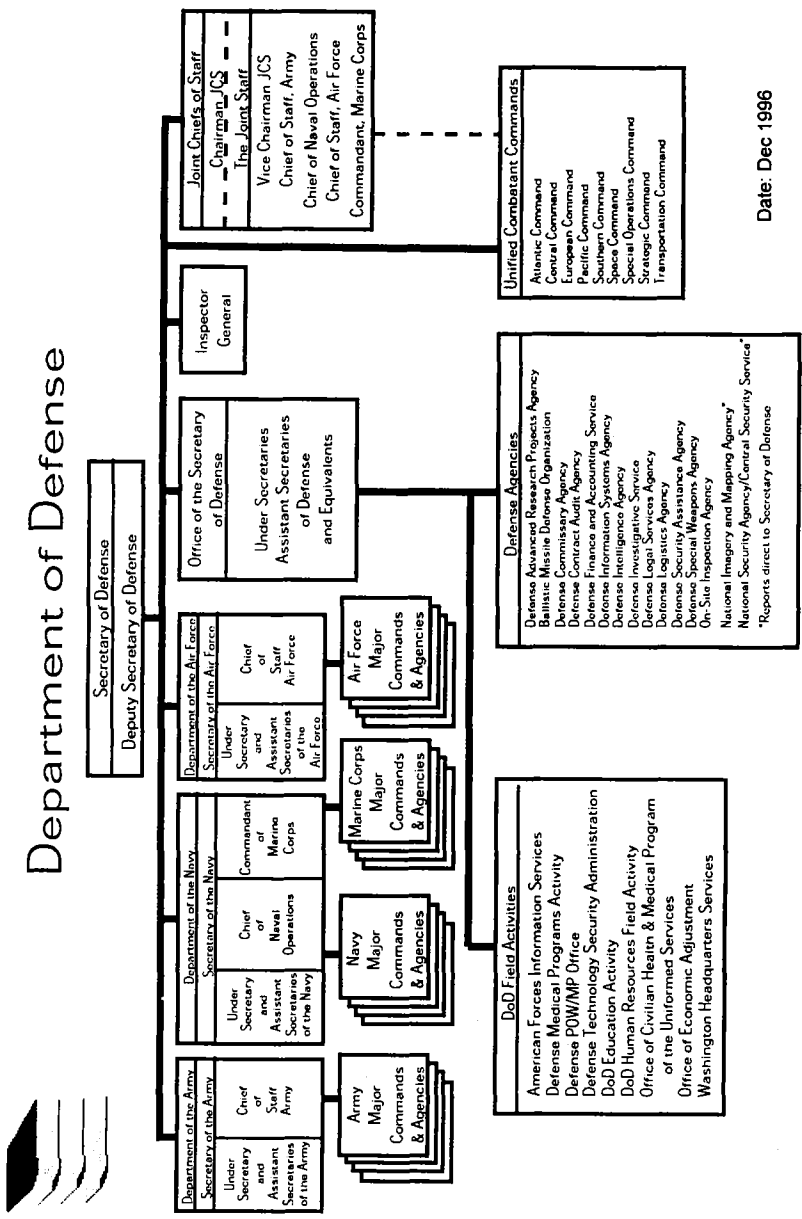 Department of Defense
Secretary of Defense
Deputy Secretary of Defense
Department of the Army
Secretary of the Army
Under
Secretary
and
Assistant
Secretaries
of the Army
Chief
of
Staff
Army
Army
Major
Commands
& Agencies
Department of the Navy
Secretary of the Navy
Under
Secretary
and
Assistant
Secretaries
of the Navy
Chief
of
Naval
Operations
Commandant
of
Marine
Corps
Navy
Major
Commands
& Agencies
Marine Corps
Major
Commands
& Agencies
Department of the Air Force
Secretary of the Air Force
Under
Secretary
and
Assistant
Secretaries
of the
Air Force
Chief
of
Staff
Air Force
Air Force
Major
Commands
& Agencies
Office of the Secretary
of Defense
Under Secretaries
Assistant Secretaries
of Defense
and Equivalents
Inspector
General
Joint Chiefs of Staff
Chairman JCS
The Joint Staff
Vice Chairman JCS
Chief of Staff, Army
Chief of Naval Operations
Chief of Staff, Air Force
Commandant, Marine Corps
DoD Field Activities
American Forces Information Services
Defense Medical Programs Activity
Defense POW/MP Office
Defense Technology Security Administration
DoD Education Activity
DoD Human Resources Field Activity
Office of Civilian Health & Medical Program
of the Uniformed Services
Office of Economic Adjustment
Washington Headquarters Services
Defense Agencies
Defense Advanced Research Projects Agency
Ballistic Missile Defense Organization
Defense Commissary Agency
Defense Contract Audit Agency
Defense Finance and Accounting Service
Defense Information Systems Agency
Defense Intelligence Agency
Defense Investigative Service
Defense Legal Services Agency
Defense Logistics Agency
Defense Security Assistance Agency
Defense Special Weapons Agency
On-Site Inspection Agency
National Imagery and Mapping Agency*
National Security Agency/Central Security Service*
*Reports direct to Secretary of Defense
Unified Combatant Commands
Atlantic Command
Central Command
European Command
Pacific Command
Southern Command
Space Command
Special Operations Command
Strategic Command
Transportation Command
Date: Dec 1996